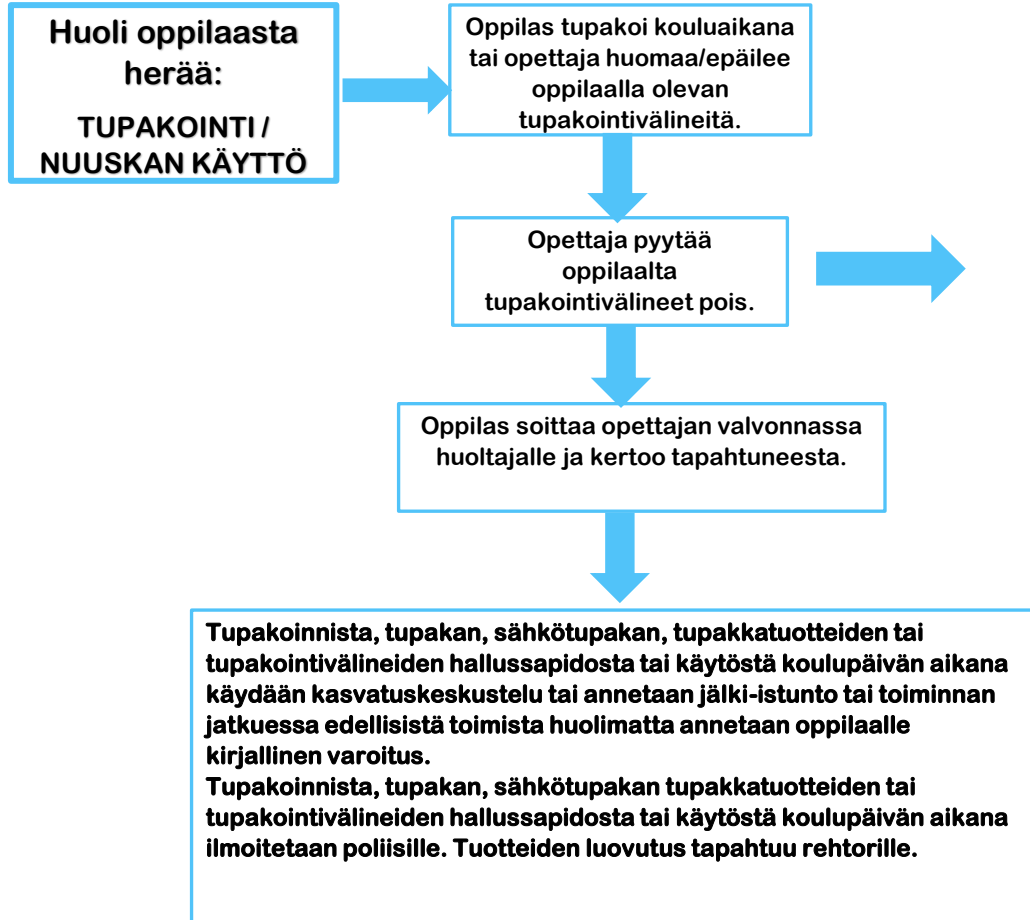 Huoli oppilaasta
herää:
TUPAKOINTI /
NUUSKAN KÄYTTÖ
Oppilas tupakoi kouluaikana
tai opettaja huomaa/epäilee
oppilaalla olevan
tupakointivälineitä.
Opettaja pyytää
oppilaalta
tupakointivälineet pois.
Oppilas soittaa opettajan valvonnassa
huoltajalle ja kertoo tapahtuneesta.
Tupakoinnista, tupakan, sähkötupakan, tupakkatuotteiden tai
tupakointivälineiden hallussapidosta tai käytöstä koulupäivän aikana
käydään kasvatuskeskustelu tai annetaan jälki-istunto tai toiminnan
jatkuessa edellisistä toimista huolimatta annetaan oppilaalle
kirjallinen varoitus.
Tupakoinnista, tupakan, sähkötupakan tupakkatuotteiden tai
tupakointivälineiden hallussapidosta tai käytöstä koulupäivän aikana
ilmoitetaan poliisille. Tuotteiden luovutus tapahtuu rehtorille.